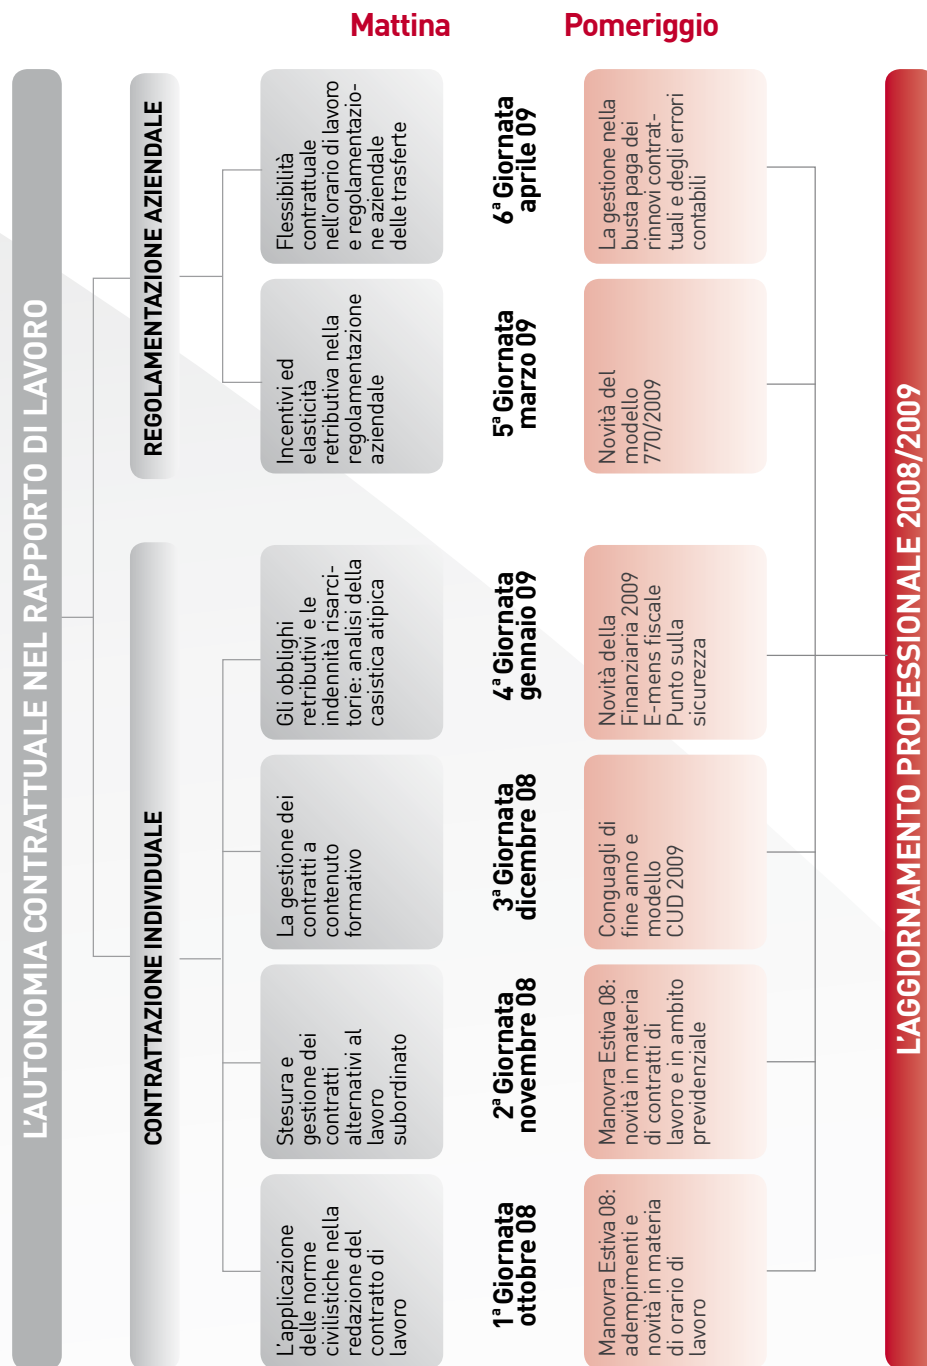 Mattina
Pomeriggio
L'AUTONOMIA CONTRATTUALE NEL RAPPORTO DI LAVORO
CONTRATTAZIONE INDIVIDUALE
REGOLAMENTAZIONE AZIENDALE
L'applicazione
delle norme
civilistiche nella
redazione del
contratto di
lavoro
Stesura e
gestione dei
contratti
alternativi al
lavoro
subordinato
La gestione dei
contratti a
contenuto
formativo
Gli obblighi
retributivi e le
indennità risarci-
torie: analisi della
casistica atipica
Incentivi ed
elasticità
retributiva nella
regolamentazione
aziendale
Flessibilità
contrattuale
nell'orario di lavoro
e regolamentazio-
ne aziendale
delle trasferte
1ª Giornata
ottobre 08
2ª Giornata
novembre 08
3ª Giornata
dicembre 08
4ª Giornata
gennaio 09
5ª Giornata
marzo 09
6ª Giornata
aprile 09
Manovra Estiva 08:
adempimenti e
novità in materia
di orario di
lavoro
Manovra Estiva 08:
novità in materia
di contratti di
lavoro e in ambito
previdenziale
Conguagli di
fine anno e
modello
CUD 2009
Novità della
Finanziaria 2009
E-mens fiscale
Punto sulla
sicurezza
Novità del
modello
770/2009
La gestione nella
busta paga dei
rinnovi contrat-
tuali e degli errori
contabili
L'AGGIORNAMENTO PROFESSIONALE 2008/2009